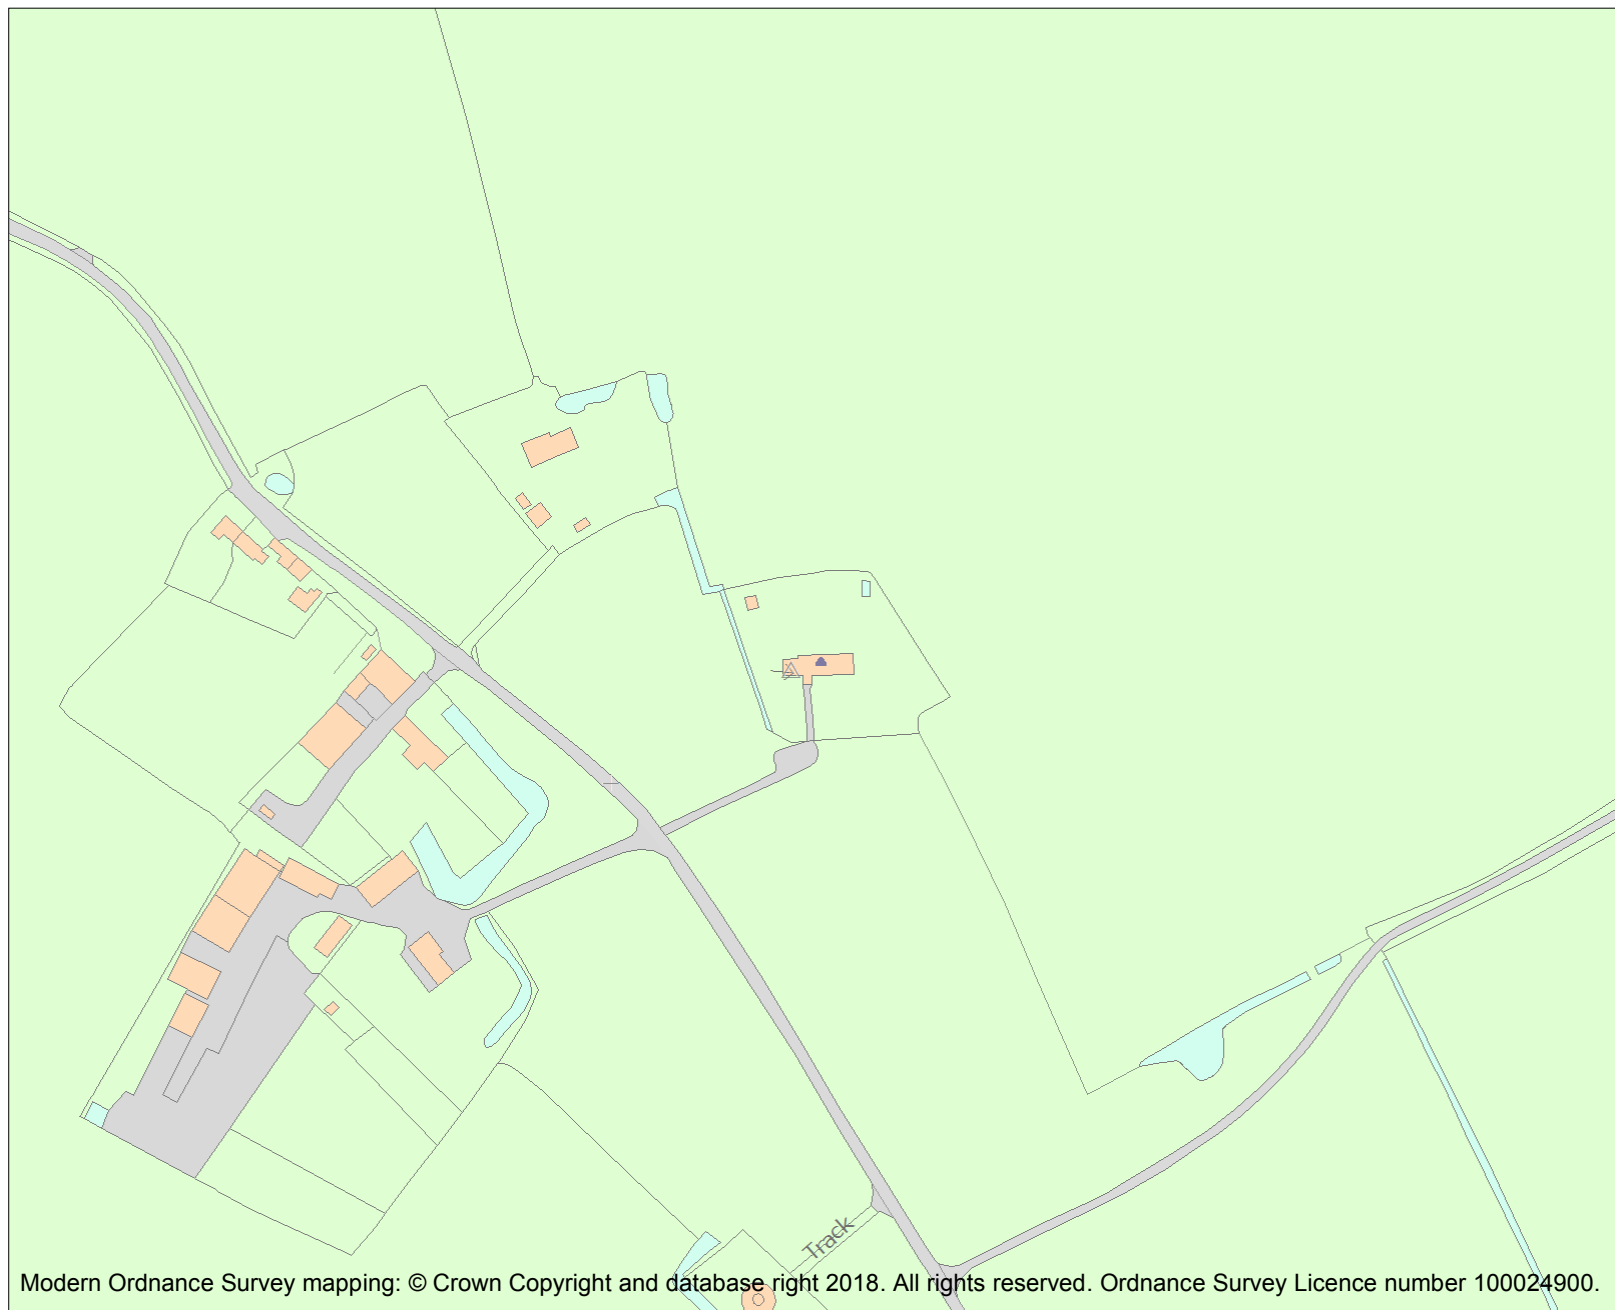 Track
Modern Ordnance Survey mapping: © Crown Copyright and database right 2018. All rights reserved. Ordnance Survey Licence number 100024900.